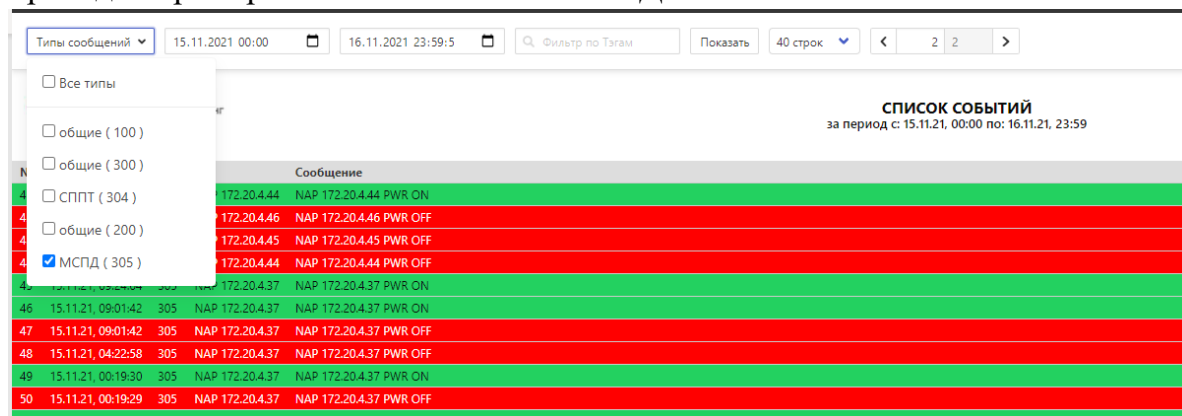 Типы сообщений 15.11.2021 00:00 16.11.2021 23:59:5 Фильтр по Тэгам Показать 40 строк 2 2
Все типы
общие ( 100 )
общие ( 300 )
СППТ ( 304 )
общие ( 200 )
МСПД ( 305 )
СПИСОК СОБЫТИЙ
за период с: 15.11.21, 00:00 по: 16.11.21, 23:59
Сообщение
172.20.4.44 NAP 172.20.4.44 PWR ON
172.20.4.46 NAP 172.20.4.46 PWR OFF
172.20.4.45 NAP 172.20.4.45 PWR OFF
172.20.4.44 NAP 172.20.4.44 PWR OFF
45 15.11.21, 09:24:04 305 NAP 172.20.4.37 NAP 172.20.4.37 PWR ON
46 15.11.21, 09:01:42 305 NAP 172.20.4.37 NAP 172.20.4.37 PWR ON
47 15.11.21, 09:01:42 305 NAP 172.20.4.37 NAP 172.20.4.37 PWR OFF
48 15.11.21, 04:22:58 305 NAP 172.20.4.37 NAP 172.20.4.37 PWR OFF
49 15.11.21, 00:19:30 305 NAP 172.20.4.37 NAP 172.20.4.37 PWR ON
50 15.11.21, 00:19:29 305 NAP 172.20.4.37 NAP 172.20.4.37 PWR OFF